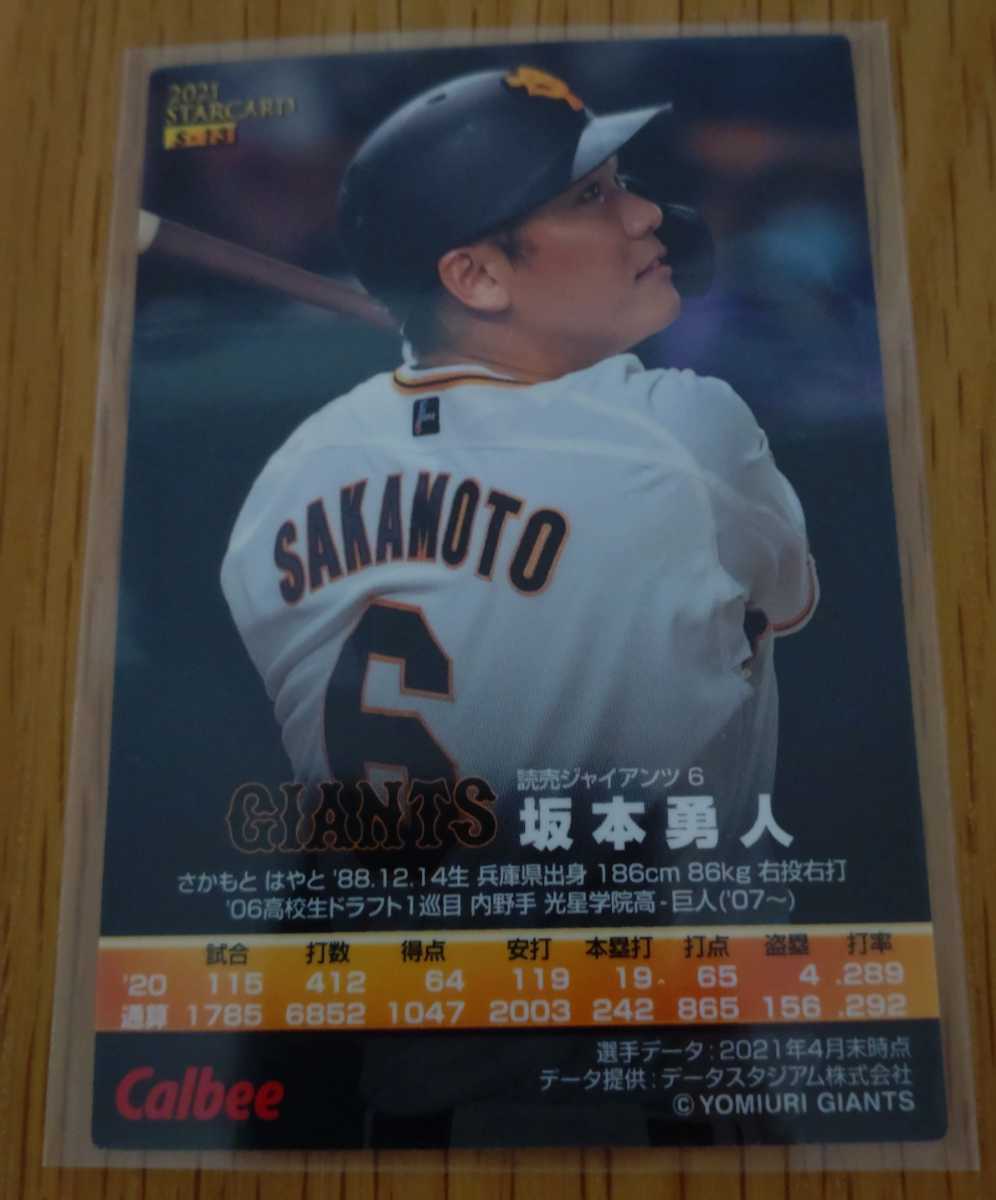 2021
STARCARD
S-13
SAKAMOTO
6
GIANTS
読売ジャイアンツ 6
坂本勇人
さかもと はやと '88.12.14生 兵庫県出身 186cm 86kg 右投右打
'06高校生ドラフト1巡目 内野手 光星学院高-巨人('07～)
試合 打数 得点 安打 本塁打 打点 盗塁 打率
'20 115 412 64 119 19 65 4 .289
通算 1785 6852 1047 2003 242 865 156 .292
選手データ:2021年4月末時点
Calbee
データ提供:データスタジアム株式会社
© YOMIURI GIANTS